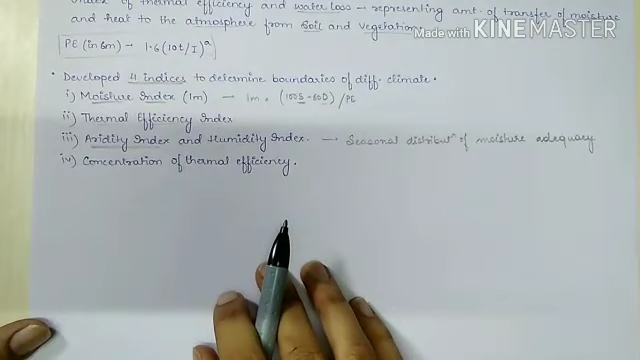 index of thermal efficiency and water loss - representing amt. of transfer of moisture
and heat to the atmosphere from Soil and Vegetation
Made with KINEMASTER
PE (in Cm) → 1.6 (10t/I)ᵃ
• Developed 4 indices to determine boundaries of diff. climate.
i) Moisture Index (Im) — Im = (100S - 60D) / PE
ii) Thermal Efficiency Index
iii) Aridity Index and Humidity Index. — Seasonal distributⁿ of moisture adequacy
iv) Concentration of thermal efficiency.